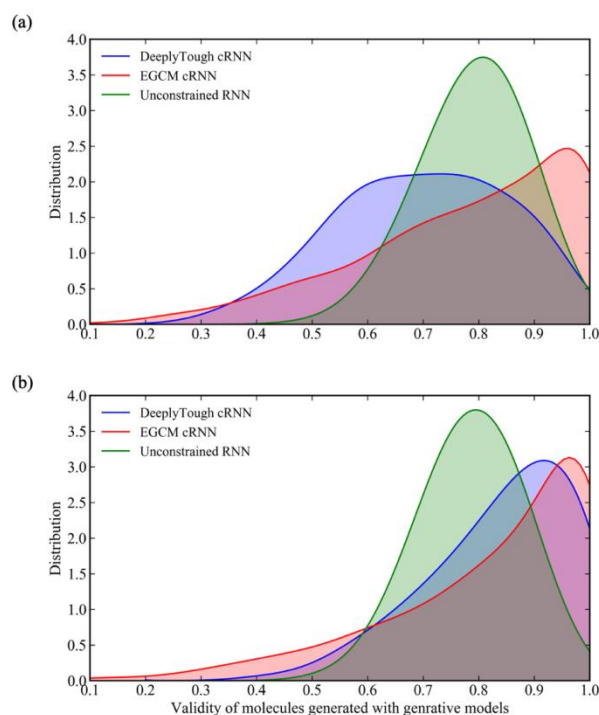 (a)
4.0
3.5
3.0
2.5
2.0
1.5
1.0
0.5
0.0
Distribution
DeeplyTough cRNN
EGCM cRNN
Unconstrained RNN
0.1 0.2 0.3 0.4 0.5 0.6 0.7 0.8 0.9 1.0
(b)
4.0
3.5
3.0
2.5
2.0
1.5
1.0
0.5
0.0
Distribution
DeeplyTough cRNN
EGCM cRNN
Unconstrained RNN
0.1 0.2 0.3 0.4 0.5 0.6 0.7 0.8 0.9 1.0
Validity of molecules generated with genrative models